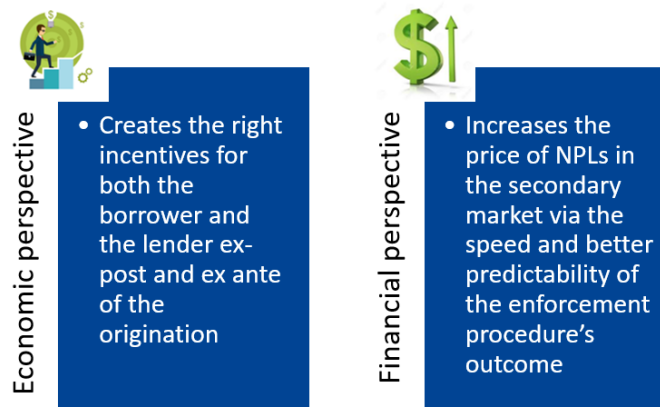 Economic perspective
• Creates the right
incentives for
both the
borrower and
the lender ex-
post and ex ante
of the
origination
Financial perspective
• Increases the
price of NPLs in
the secondary
market via the
speed and better
predictability of
the enforcement
procedure's
outcome